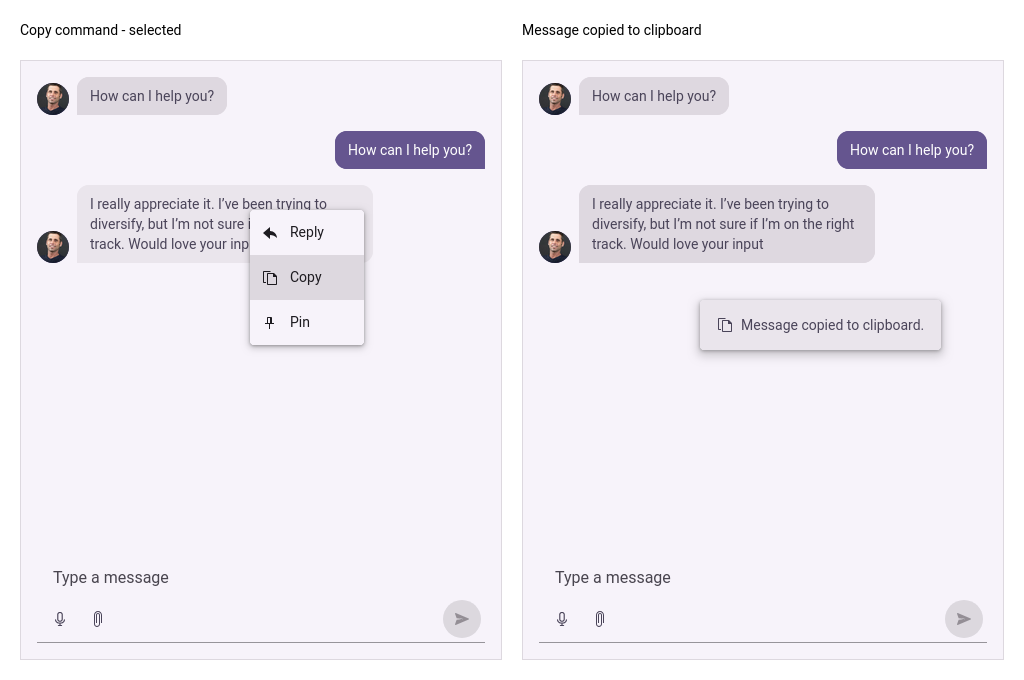 Copy command - selected
How can I help you?
How can I help you?
I really appreciate it. I've been trying to
diversify, but I'm not sure
track. Would love your
Reply
Copy
Pin
Type a message
Message copied to clipboard
How can I help you?
How can I help you?
I really appreciate it. I've been trying to
diversify, but I'm not sure if I'm on the right
track. Would love your input
Message copied to clipboard.
Type a message